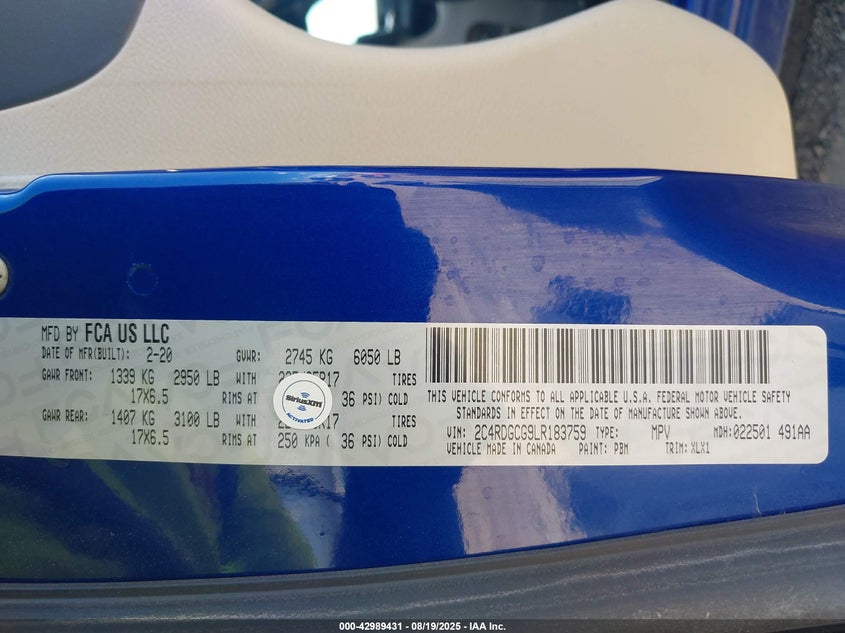 MFD BY FCA US LLC
DATE OF MFR(BUILT): 2-20 GVWR: 2745 KG 6050 LB
GAWR FRONT: 1339 KG 2950 LB WITH TIRES
17X6.5 RIMS AT 36 PSI) COLD
GAWR REAR: 1407 KG 3100 LB WITH TIRES
17X6.5 RIMS AT 250 KPA ( 36 PSI) COLD
siriusxm
ACTIVATED
THIS VEHICLE CONFORMS TO ALL APPLICABLE U.S.A. FEDERAL MOTOR VEHICLE SAFETY
STANDARDS IN EFFECT ON THE DATE OF MANUFACTURE SHOWN ABOVE.
VIN: 2C4RDGCG9LR183759 TYPE: MPV MDH: 022501 491AA
VEHICLE MADE IN CANADA PAINT: PBM TRIM: XLX1
000-42989431 - 08/19/2025 - IAA Inc.